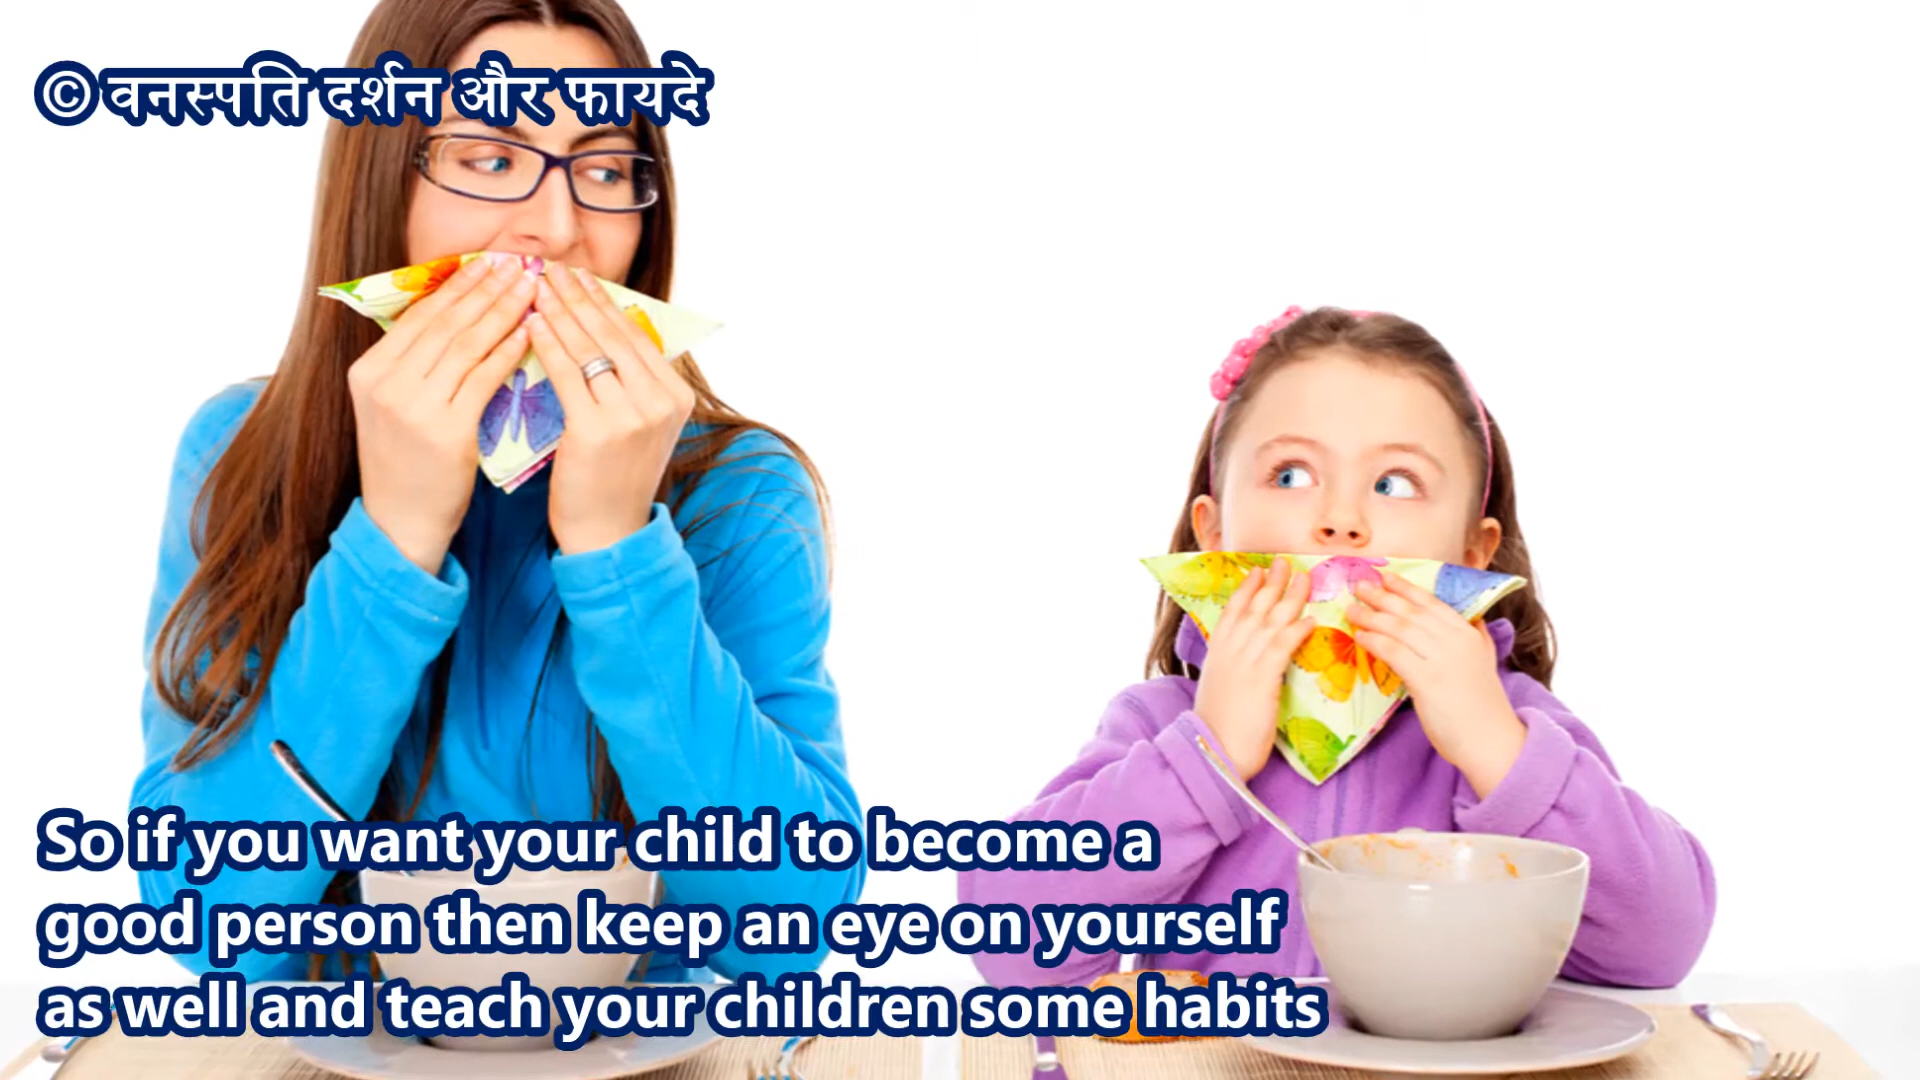 © वनस्पति दर्शन और फायदे
So if you want your child to become a
good person then keep an eye on yourself
as well and teach your children some habits